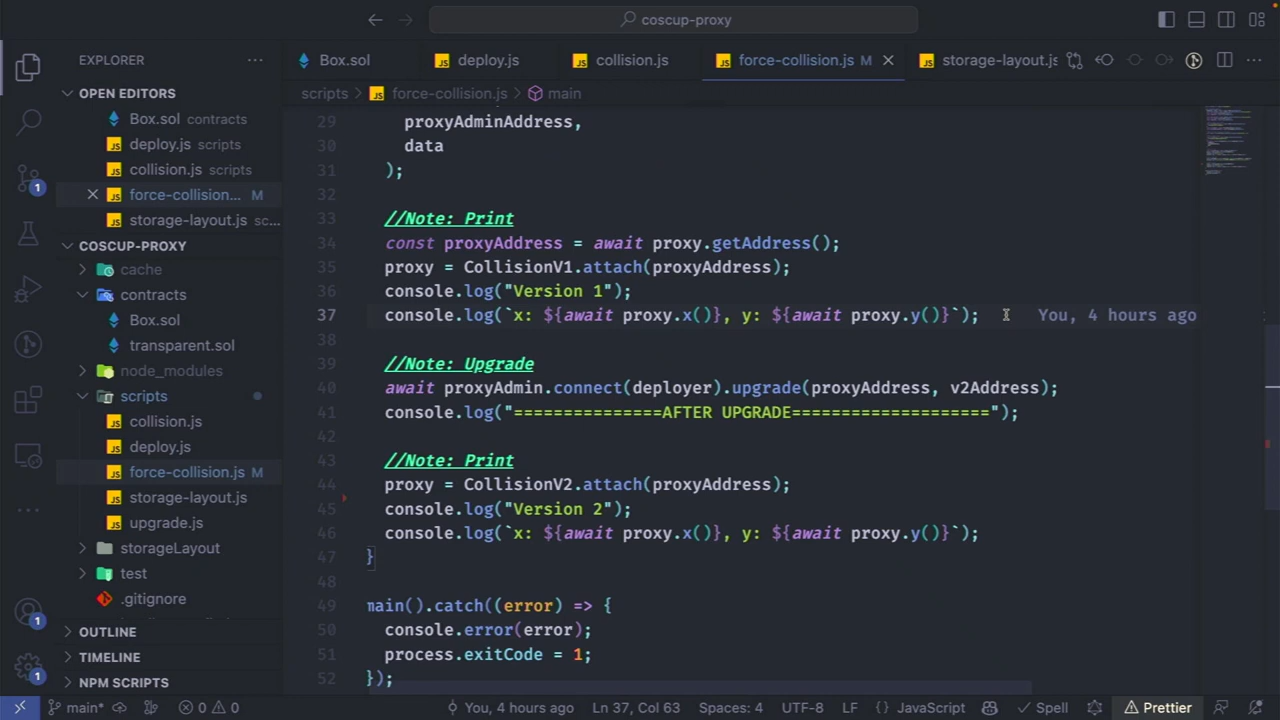 coscup-proxy
EXPLORER
Box.sol
deploy.js
collision.js
force-collision.js M
storage-layout.js
OPEN EDITORS
scripts > force-collision.js > main
Box.sol contracts
deploy.js scripts
collision.js scripts
force-collision... M
storage-layout.js sc...
COSCUP-PROXY
cache
contracts
Box.sol
transparent.sol
node_modules
scripts
collision.js
deploy.js
force-collision.js M
storage-layout.js
upgrade.js
storageLayout
test
.gitignore
OUTLINE
TIMELINE
NPM SCRIPTS
1
1
1
29 proxyAdminAddress,
30 data
31 );
32
33 //Note: Print
34 const proxyAddress = await proxy.getAddress();
35 proxy = CollisionV1.attach(proxyAddress);
36 console.log("Version 1");
37 console.log(`x: ${await proxy.x()}, y: ${await proxy.y()}`); You, 4 hours ago
38
39 //Note: Upgrade
40 await proxyAdmin.connect(deployer).upgrade(proxyAddress, v2Address);
41 console.log("===============AFTER UPGRADE====================");
42
43 //Note: Print
44 proxy = CollisionV2.attach(proxyAddress);
45 console.log("Version 2");
46 console.log(`x: ${await proxy.x()}, y: ${await proxy.y()}`);
47 }
48
49 main().catch((error) => {
50 console.error(error);
51 process.exitCode = 1;
52 });
main* 0 0 You, 4 hours ago Ln 37, Col 63 Spaces: 4 UTF-8 LF {} JavaScript Prettier Spell Prettier